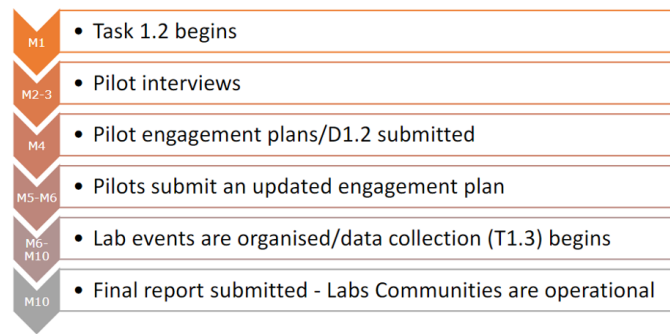 M1
• Task 1.2 begins
M2-3
• Pilot interviews
M4
• Pilot engagement plans/D1.2 submitted
M5-M6
• Pilots submit an updated engagement plan
M6-
M10
• Lab events are organised/data collection (T1.3) begins
M10
• Final report submitted - Labs Communities are operational